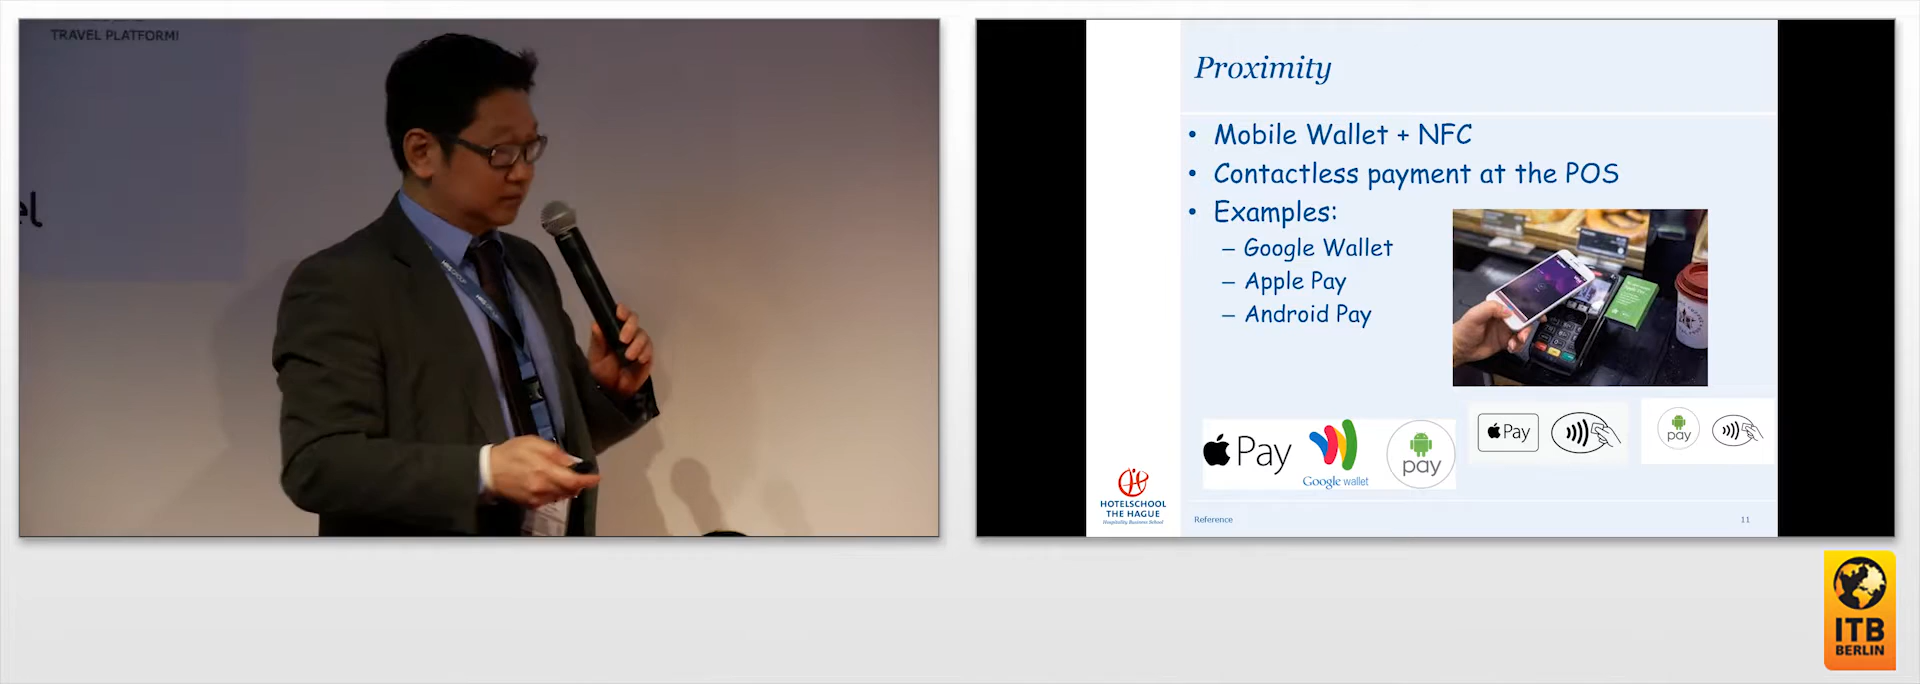 TRAVEL PLATFORM!
el
Proximity
• Mobile Wallet + NFC
• Contactless payment at the POS
• Examples:
– Google Wallet
– Apple Pay
– Android Pay
Pay
Google wallet
pay
Pay
pay
HOTELSCHOOL
THE HAGUE
Hospitality Business School
Reference
11
ITB
BERLIN